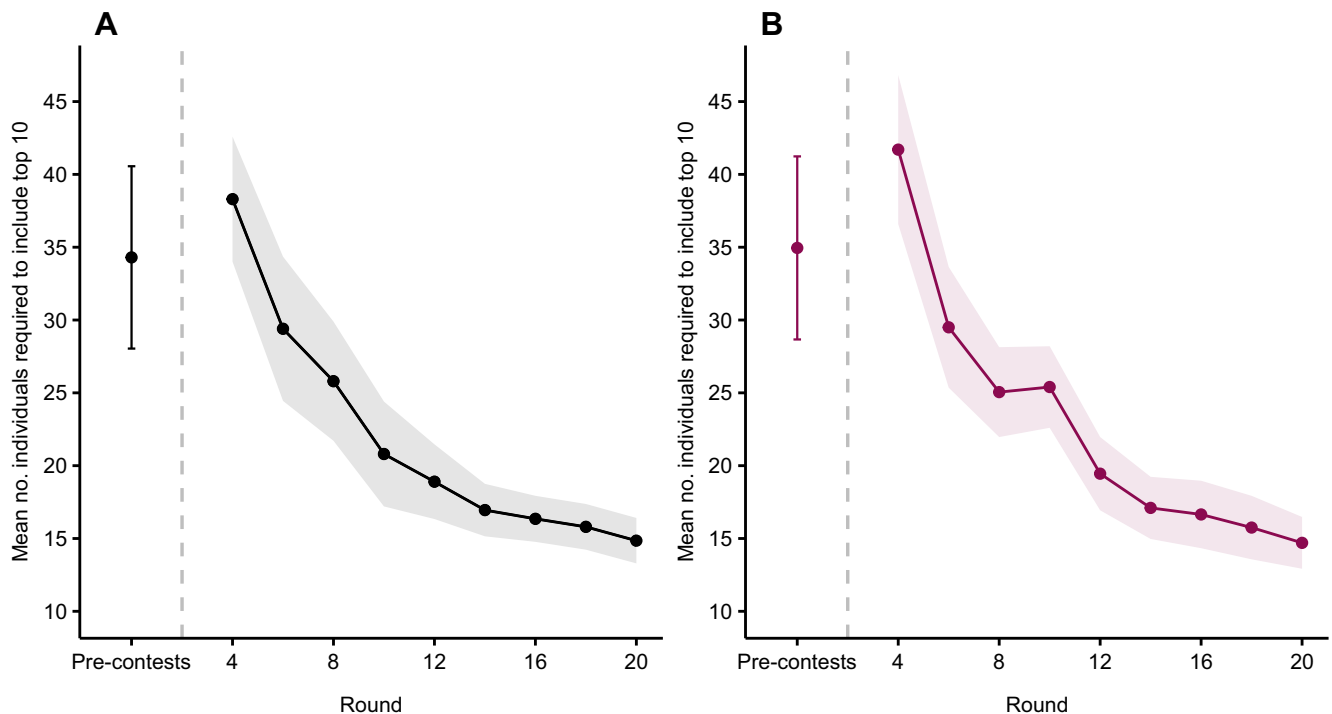 A
Mean no. individuals required to include top 10
45
40
35
30
25
20
15
10
Pre-contests 4 8 12 16 20
Round
B
Mean no. individuals required to include top 10
45
40
35
30
25
20
15
10
Pre-contests 4 8 12 16 20
Round